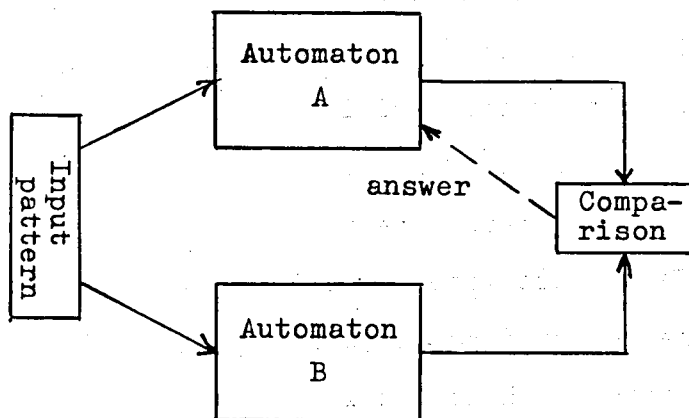 Automaton
A
Input
pattern
answer
Compa-
rison
Automaton
B